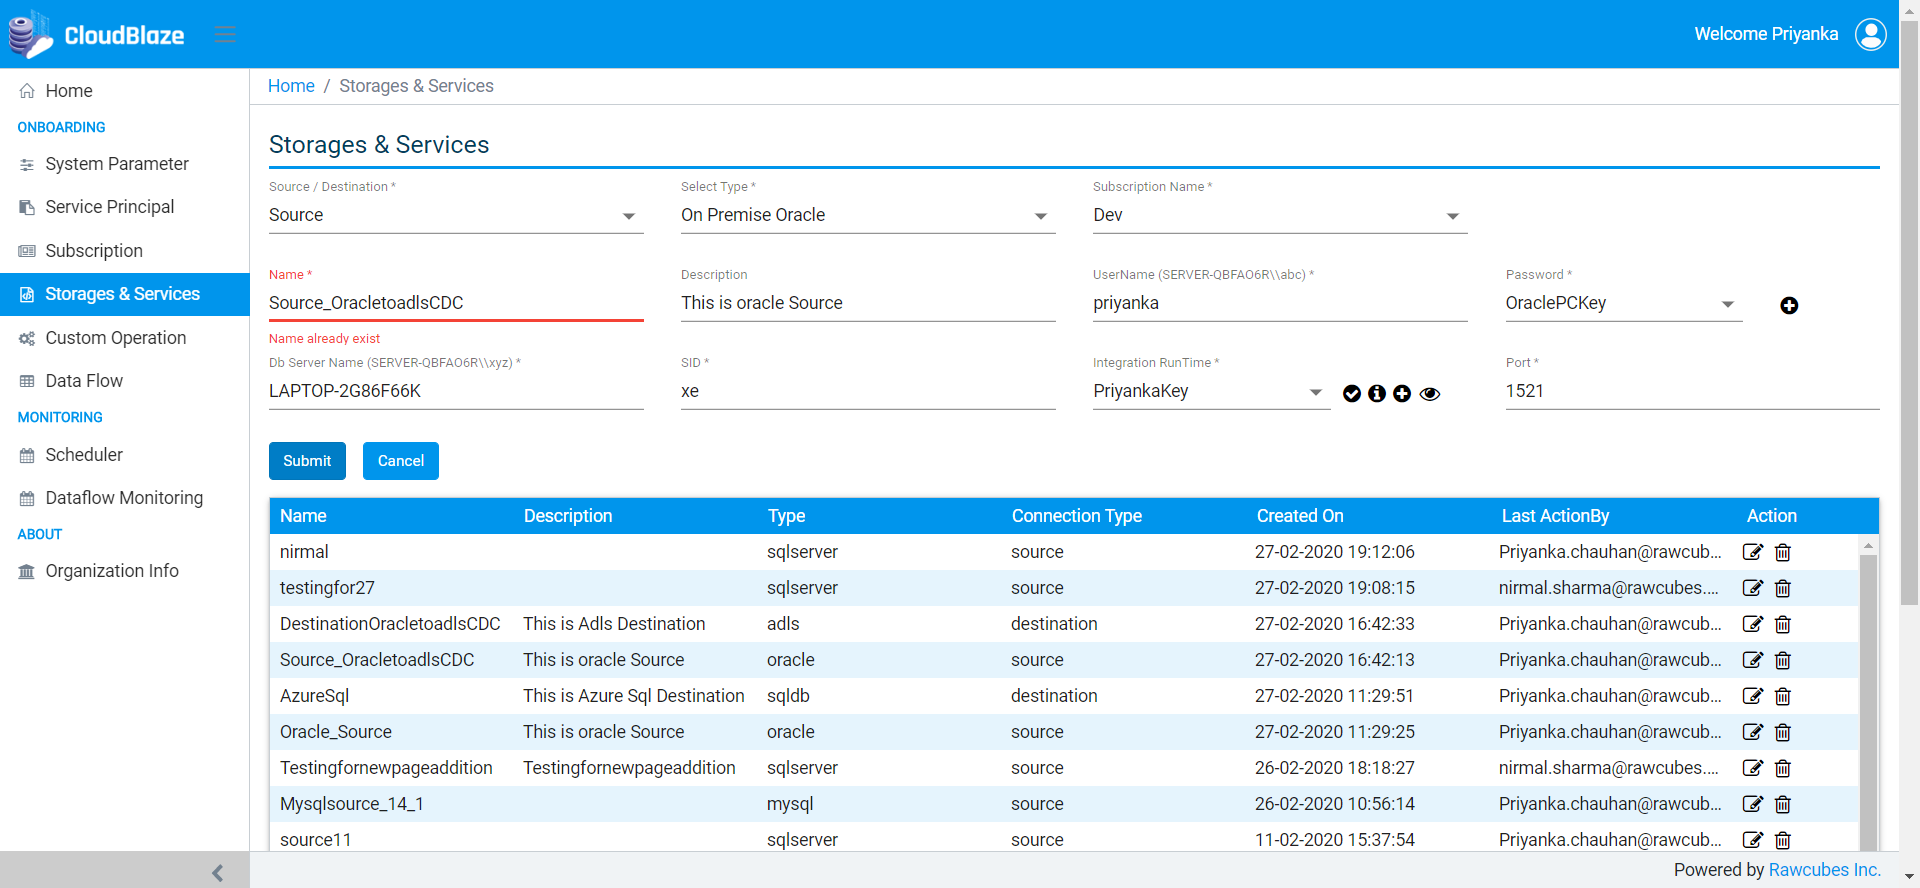 CloudBlaze
Welcome Priyanka
Home
ONBOARDING
System Parameter
Service Principal
Subscription
Storages & Services
Custom Operation
Data Flow
MONITORING
Scheduler
Dataflow Monitoring
ABOUT
Organization Info
Home / Storages & Services
Storages & Services
Source / Destination * Select Type * Subscription Name *
Source On Premise Oracle Dev
Name * Description UserName (SERVER-QBFAO6R\\abc) * Password *
Source_OracletoadlsCDC This is oracle Source priyanka OraclePCKey
Name already exist
Db Server Name (SERVER-QBFAO6R\\xyz) * SID * Integration RunTime * Port *
LAPTOP-2G86F66K xe PriyankaKey 1521
Submit Cancel
Name Description Type Connection Type Created On Last ActionBy Action
nirmal sqlserver source 27-02-2020 19:12:06 Priyanka.chauhan@rawcub...
testingfor27 sqlserver source 27-02-2020 19:08:15 nirmal.sharma@rawcubes....
DestinationOracletoadlsCDC This is Adls Destination adls destination 27-02-2020 16:42:33 Priyanka.chauhan@rawcub...
Source_OracletoadlsCDC This is oracle Source oracle source 27-02-2020 16:42:13 Priyanka.chauhan@rawcub...
AzureSql This is Azure Sql Destination sqldb destination 27-02-2020 11:29:51 Priyanka.chauhan@rawcub...
Oracle_Source This is oracle Source oracle source 27-02-2020 11:29:25 Priyanka.chauhan@rawcub...
Testingfornewpageaddition Testingfornewpageaddition sqlserver source 26-02-2020 18:18:27 nirmal.sharma@rawcubes....
Mysqlsource_14_1 mysql source 26-02-2020 10:56:14 Priyanka.chauhan@rawcub...
source11 sqlserver source 11-02-2020 15:37:54 Priyanka.chauhan@rawcub...
Powered by Rawcubes Inc.